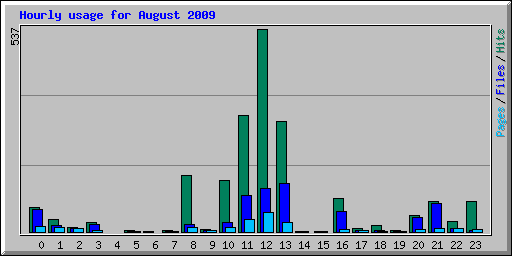 Hourly usage for August 2009
537
Pages/Files/Hits
0 1 2 3 4 5 6 7 8 9 10 11 12 13 14 15 16 17 18 19 20 21 22 23